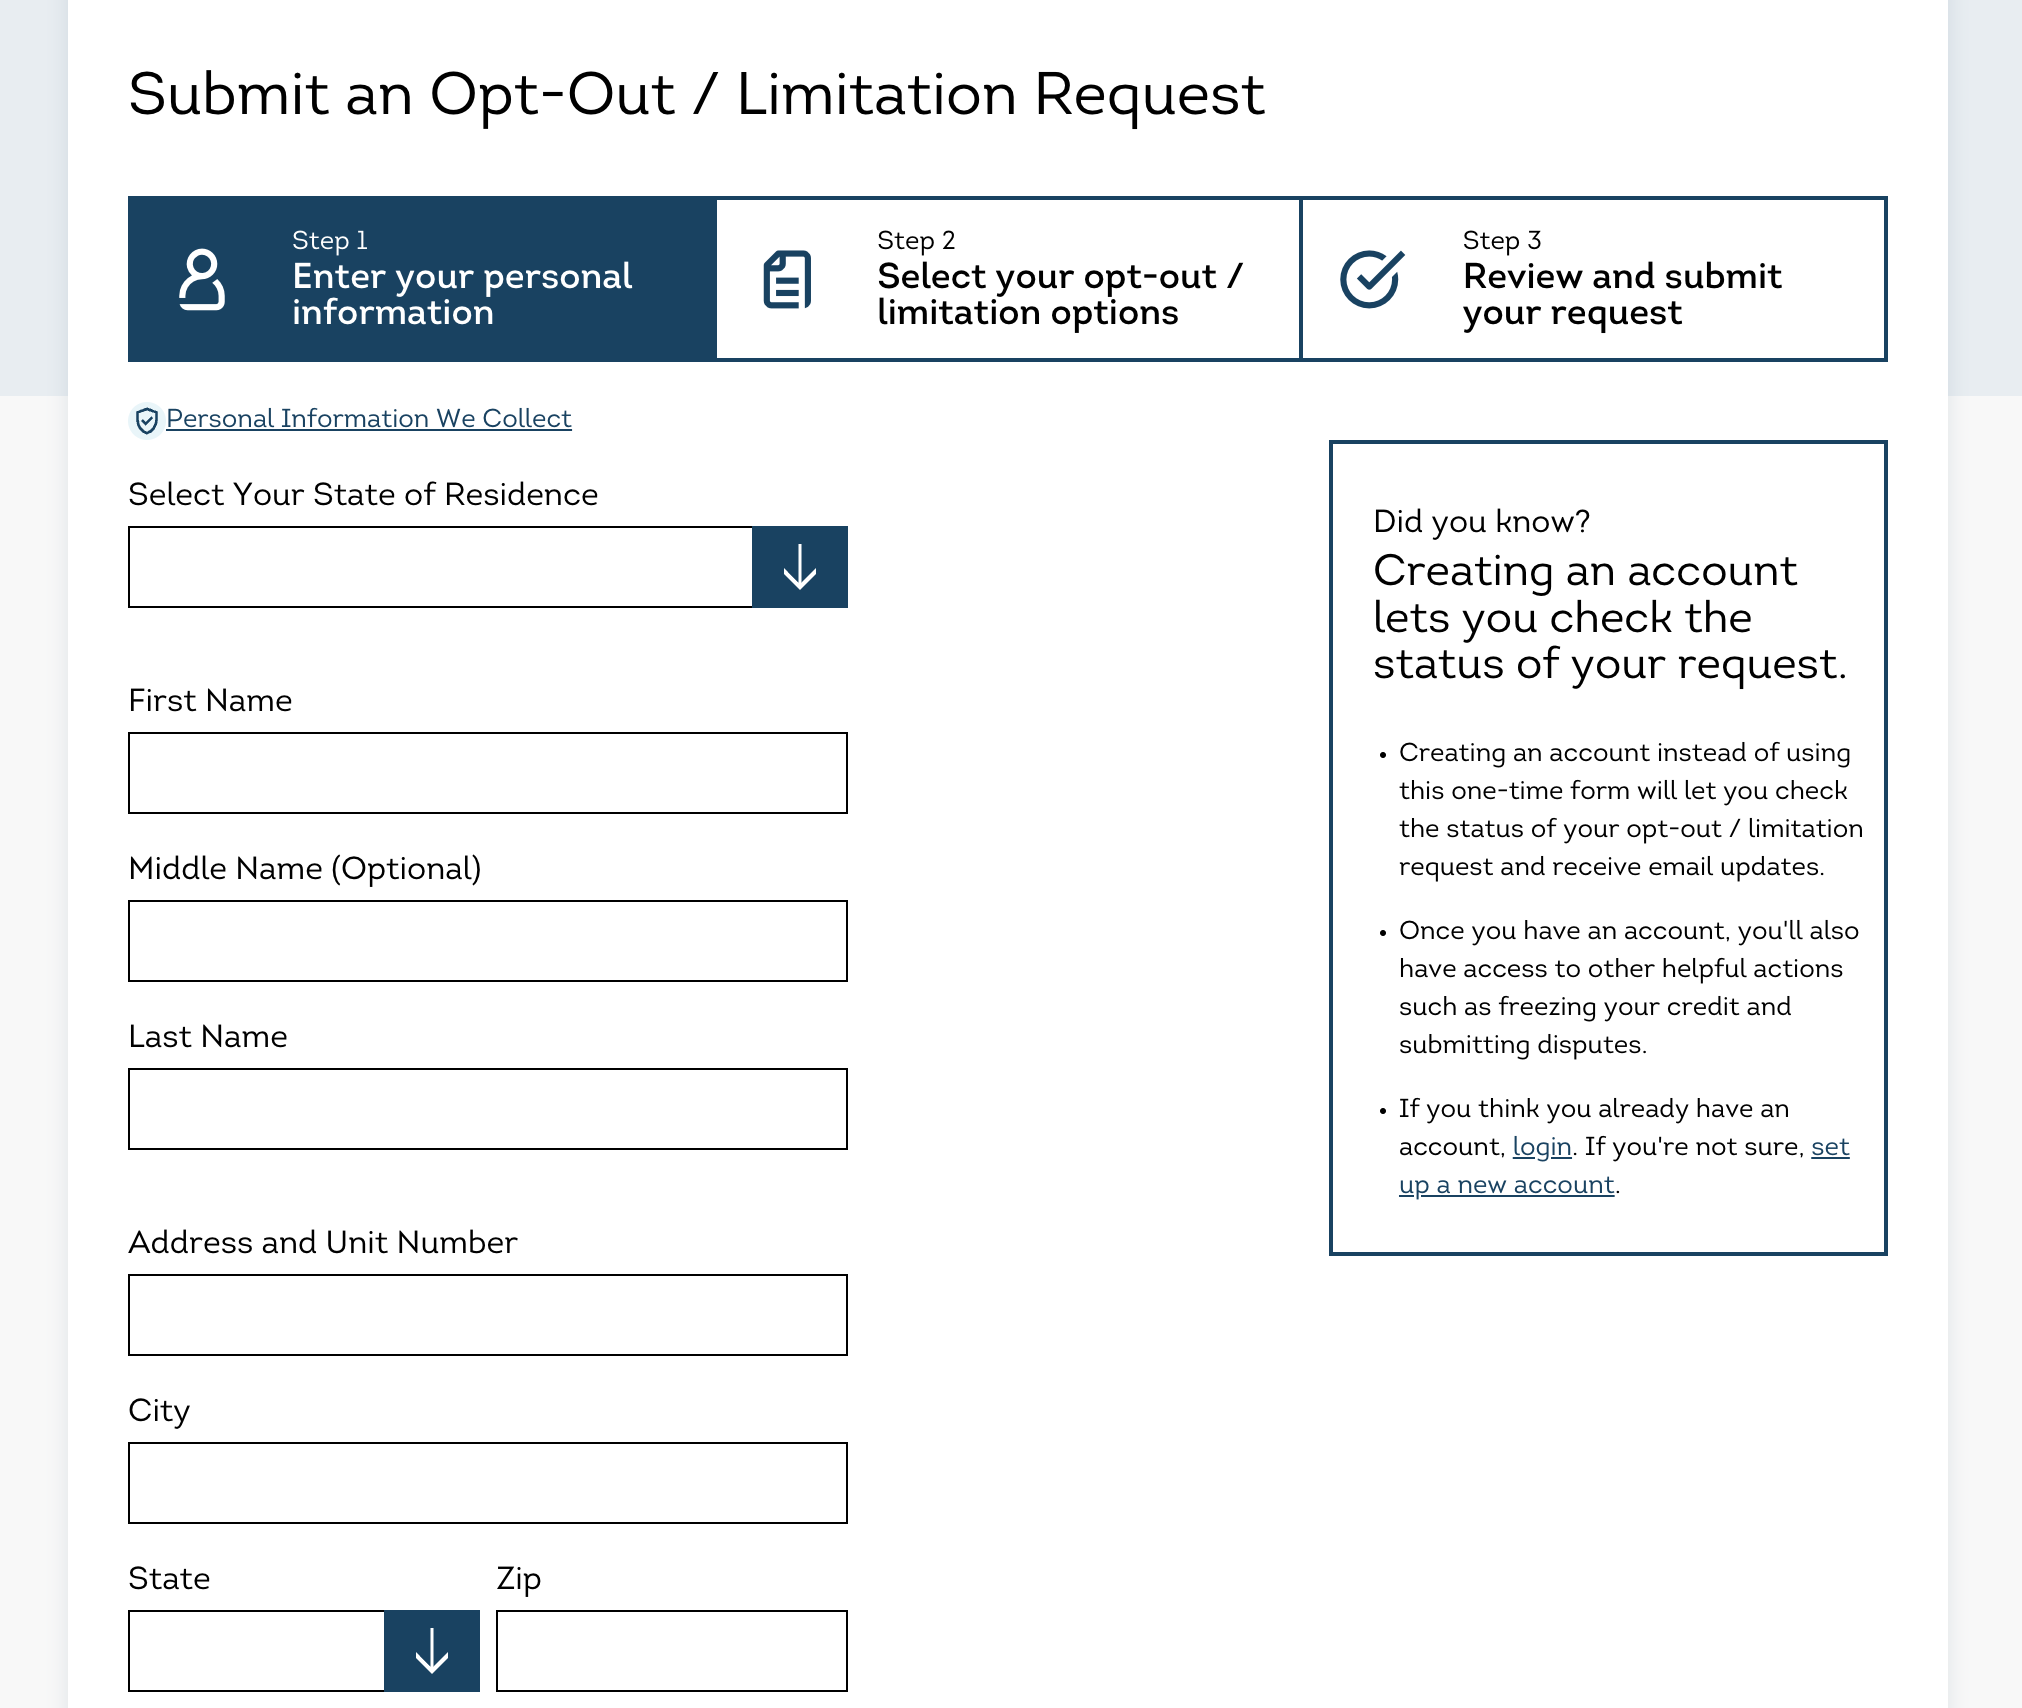 Submit an Opt-Out / Limitation Request
Step 1
Enter your personal
information
Step 2
Select your opt-out /
limitation options
Step 3
Review and submit
your request
Personal Information We Collect
Select Your State of Residence
First Name
Middle Name (Optional)
Last Name
Address and Unit Number
City
State
Zip
Did you know?
Creating an account
lets you check the
status of your request.
• Creating an account instead of using
this one-time form will let you check
the status of your opt-out / limitation
request and receive email updates.
• Once you have an account, you'll also
have access to other helpful actions
such as freezing your credit and
submitting disputes.
• If you think you already have an
account, login. If you're not sure, set
up a new account.